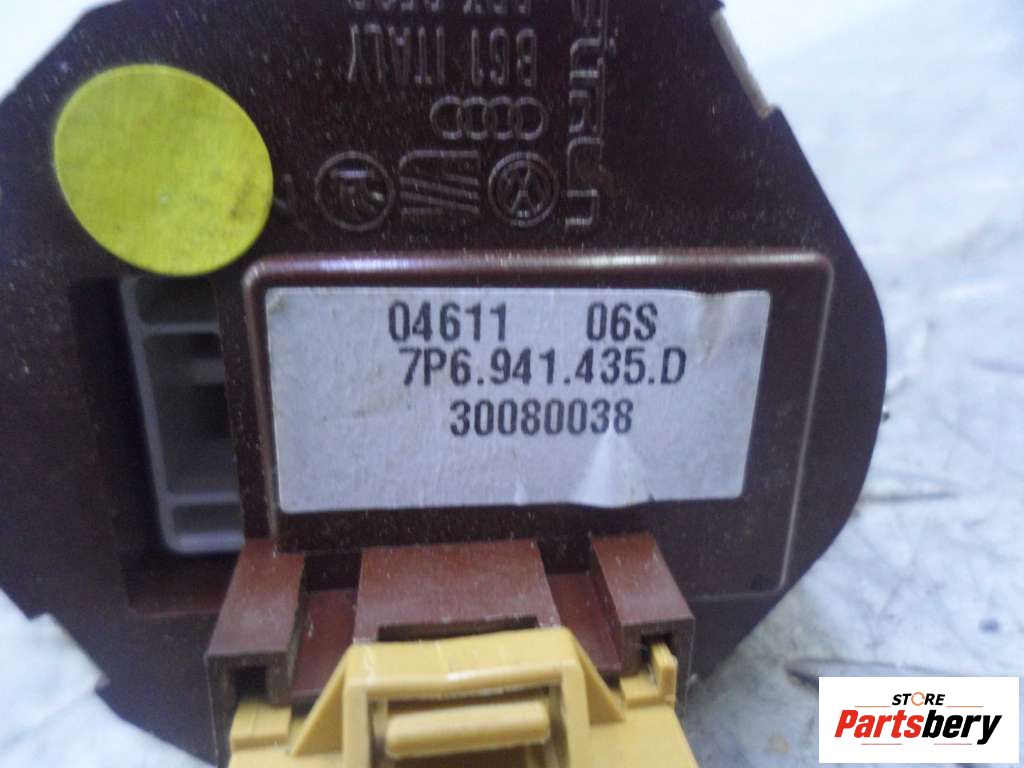 B61 ITALY
04611 06S
7P6.941.435.D
30080038
STORE
Partsbery